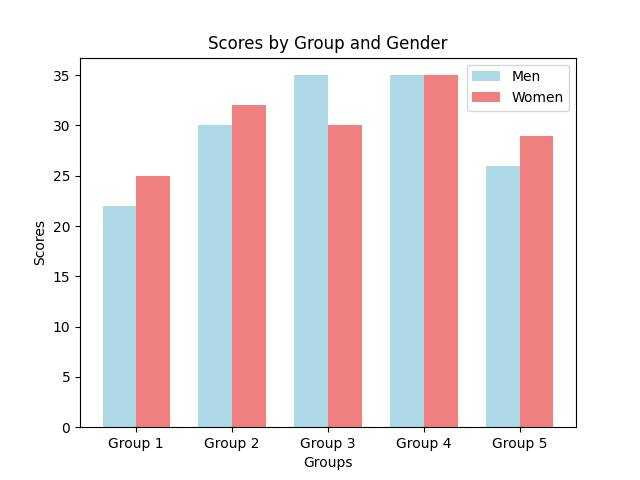 Scores by Group and Gender
Men
Women
Scores
35
30
25
20
15
10
5
0
Group 1 Group 2 Group 3 Group 4 Group 5
Groups